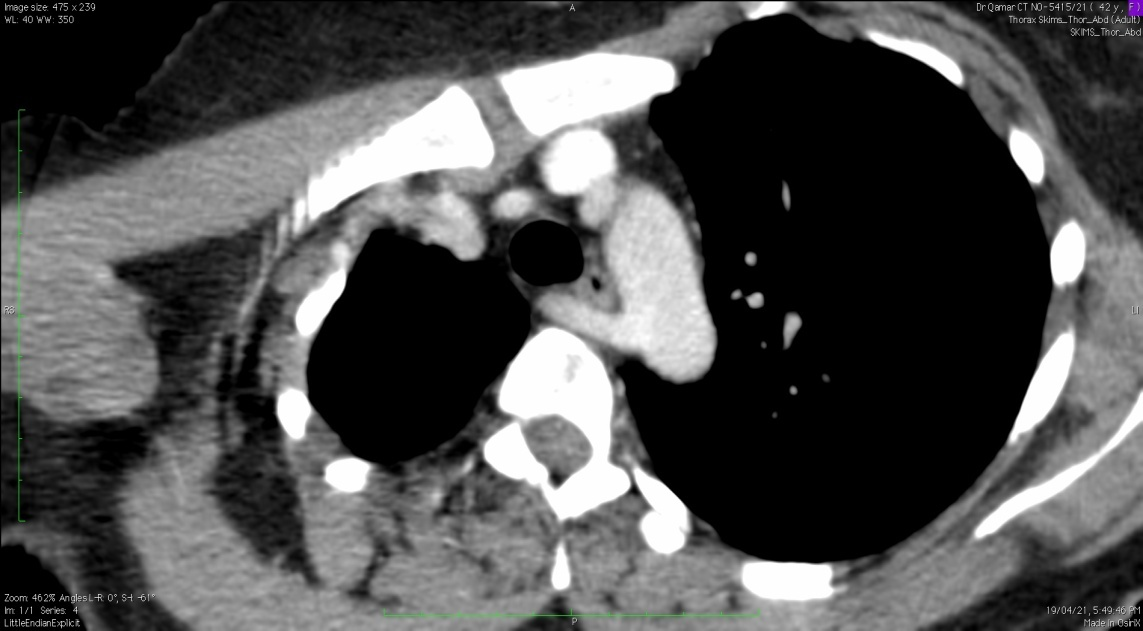 Image size: 475 x 239
WL: 40 WW: 350
A
Dr Qamar CT NO-5415/21 ( 42 y , F )
Thorax Skims_Thor_Abd (Adult)
SKIMS_Thor_Abd
RS
LI
Zoom: 462% Angles L-R: 0°, S-I -61°
Im: 1/1 Series: 4
LittleEndianExplicit
P
19/04/21, 5:49:46 PM
Made in OsiriX